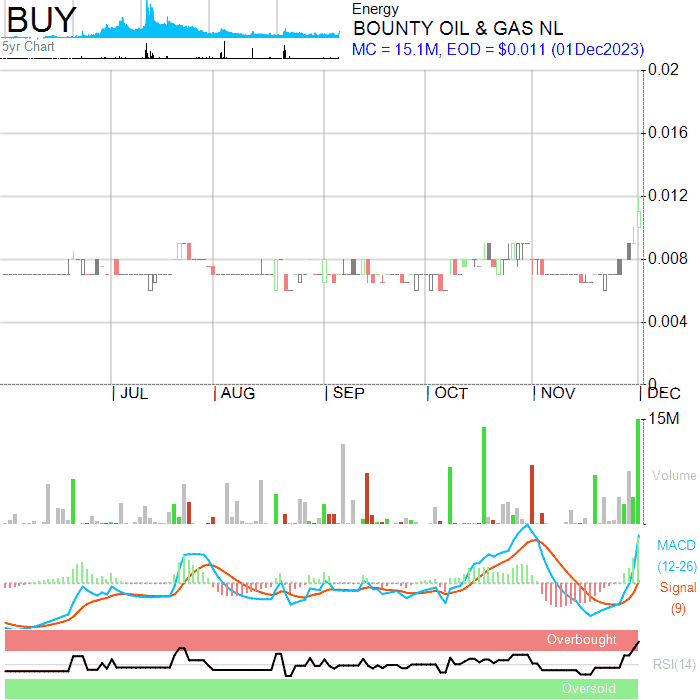 BUY
5yr Chart
Energy
BOUNTY OIL & GAS NL
MC = 15.1M, EOD = $0.011 (01Dec2023)
0.02
0.016
0.012
0.008
0.004
0
JUL
AUG
SEP
OCT
NOV
DEC
15M
Volume
MACD
(12-26)
Signal
(9)
Overbought
RSI(14)
Oversold